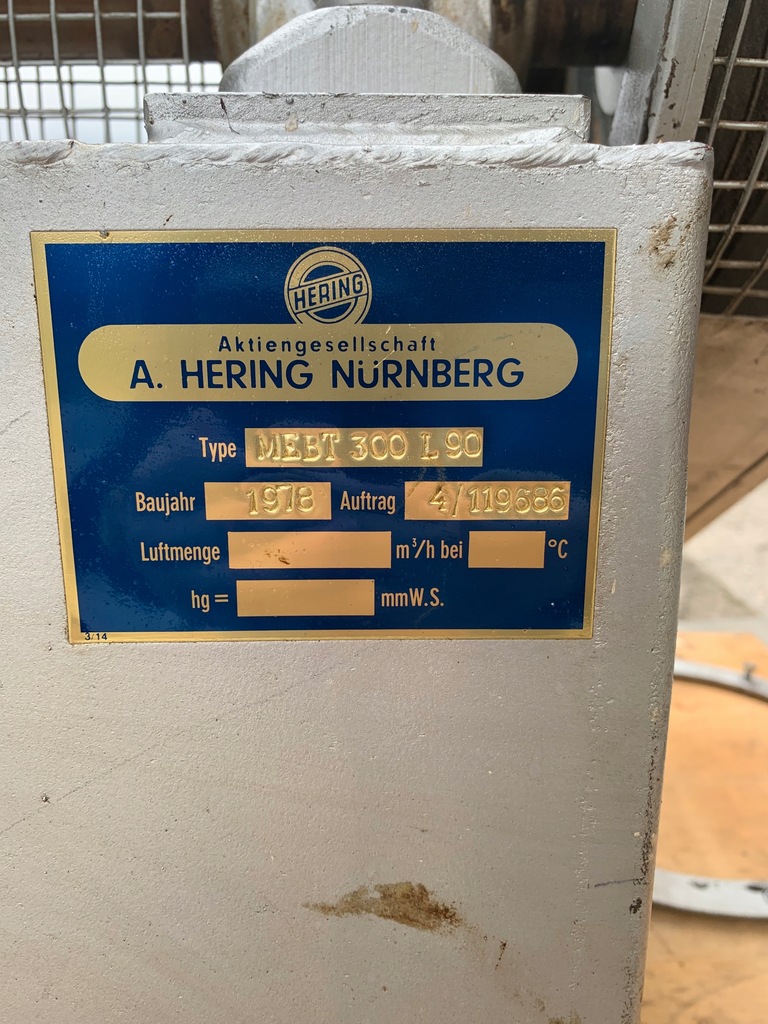 HERING
Aktiengesellschaft
A. HERING NÜRNBERG
Type MEBT 300 L 90
Baujahr 1978 Auftrag 4/119686
Luftmenge m³/h bei °C
hg = mmW.S.
3/14